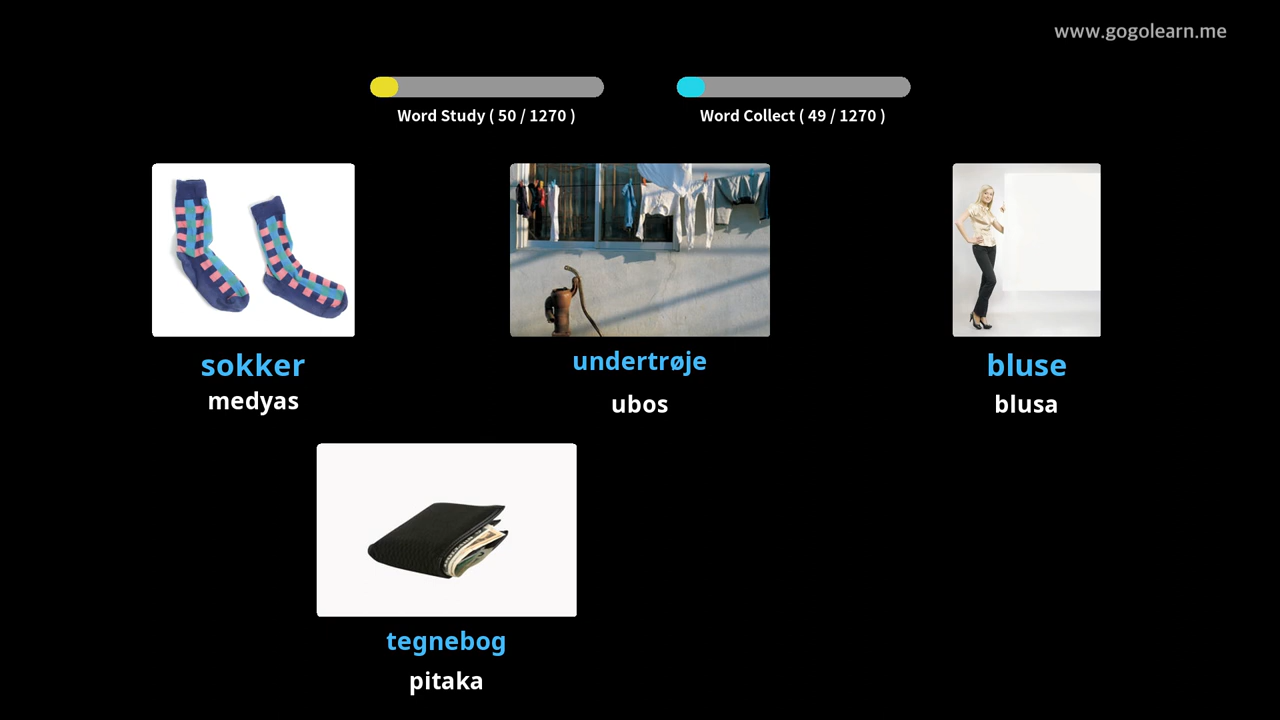 www.gogolearn.me
Word Study ( 50 / 1270 )
Word Collect ( 49 / 1270 )
sokker
medyas
undertrøje
ubos
bluse
blusa
tegnebog
pitaka